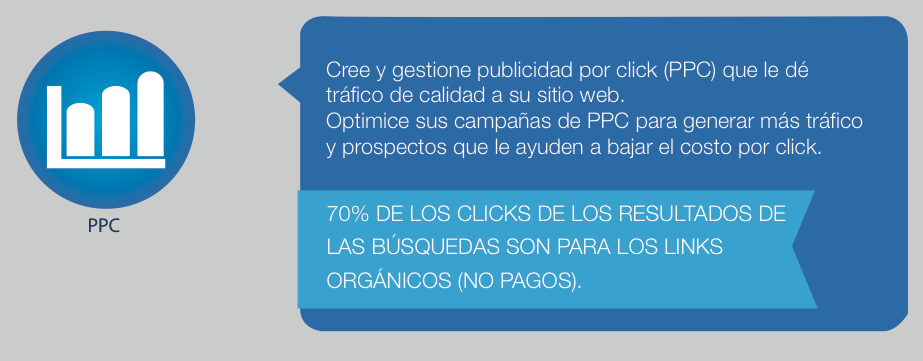 PPC
Cree y gestione publicidad por click (PPC) que le dé
tráfico de calidad a su sitio web.
Optimice sus campañas de PPC para generar más tráfico
y prospectos que le ayuden a bajar el costo por click.
70% DE LOS CLICKS DE LOS RESULTADOS DE
LAS BÚSQUEDAS SON PARA LOS LINKS
ORGÁNICOS (NO PAGOS).